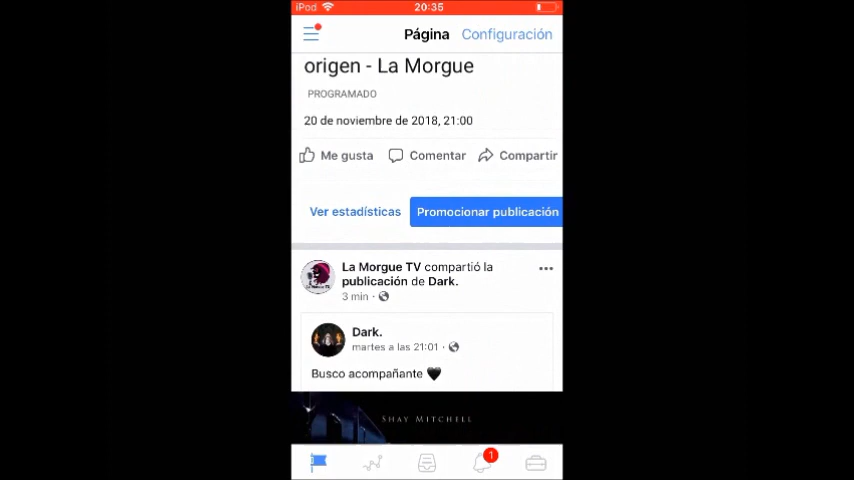 iPod 20:35
Página Configuración
origen - La Morgue
PROGRAMADO
20 de noviembre de 2018, 21:00
Me gusta Comentar Compartir
Ver estadísticas Promocionar publicación
La Morgue TV compartió la
publicación de Dark.
3 min ·
Dark.
martes a las 21:01 ·
Busco acompañante 🖤
SHAY MITCHELL
1